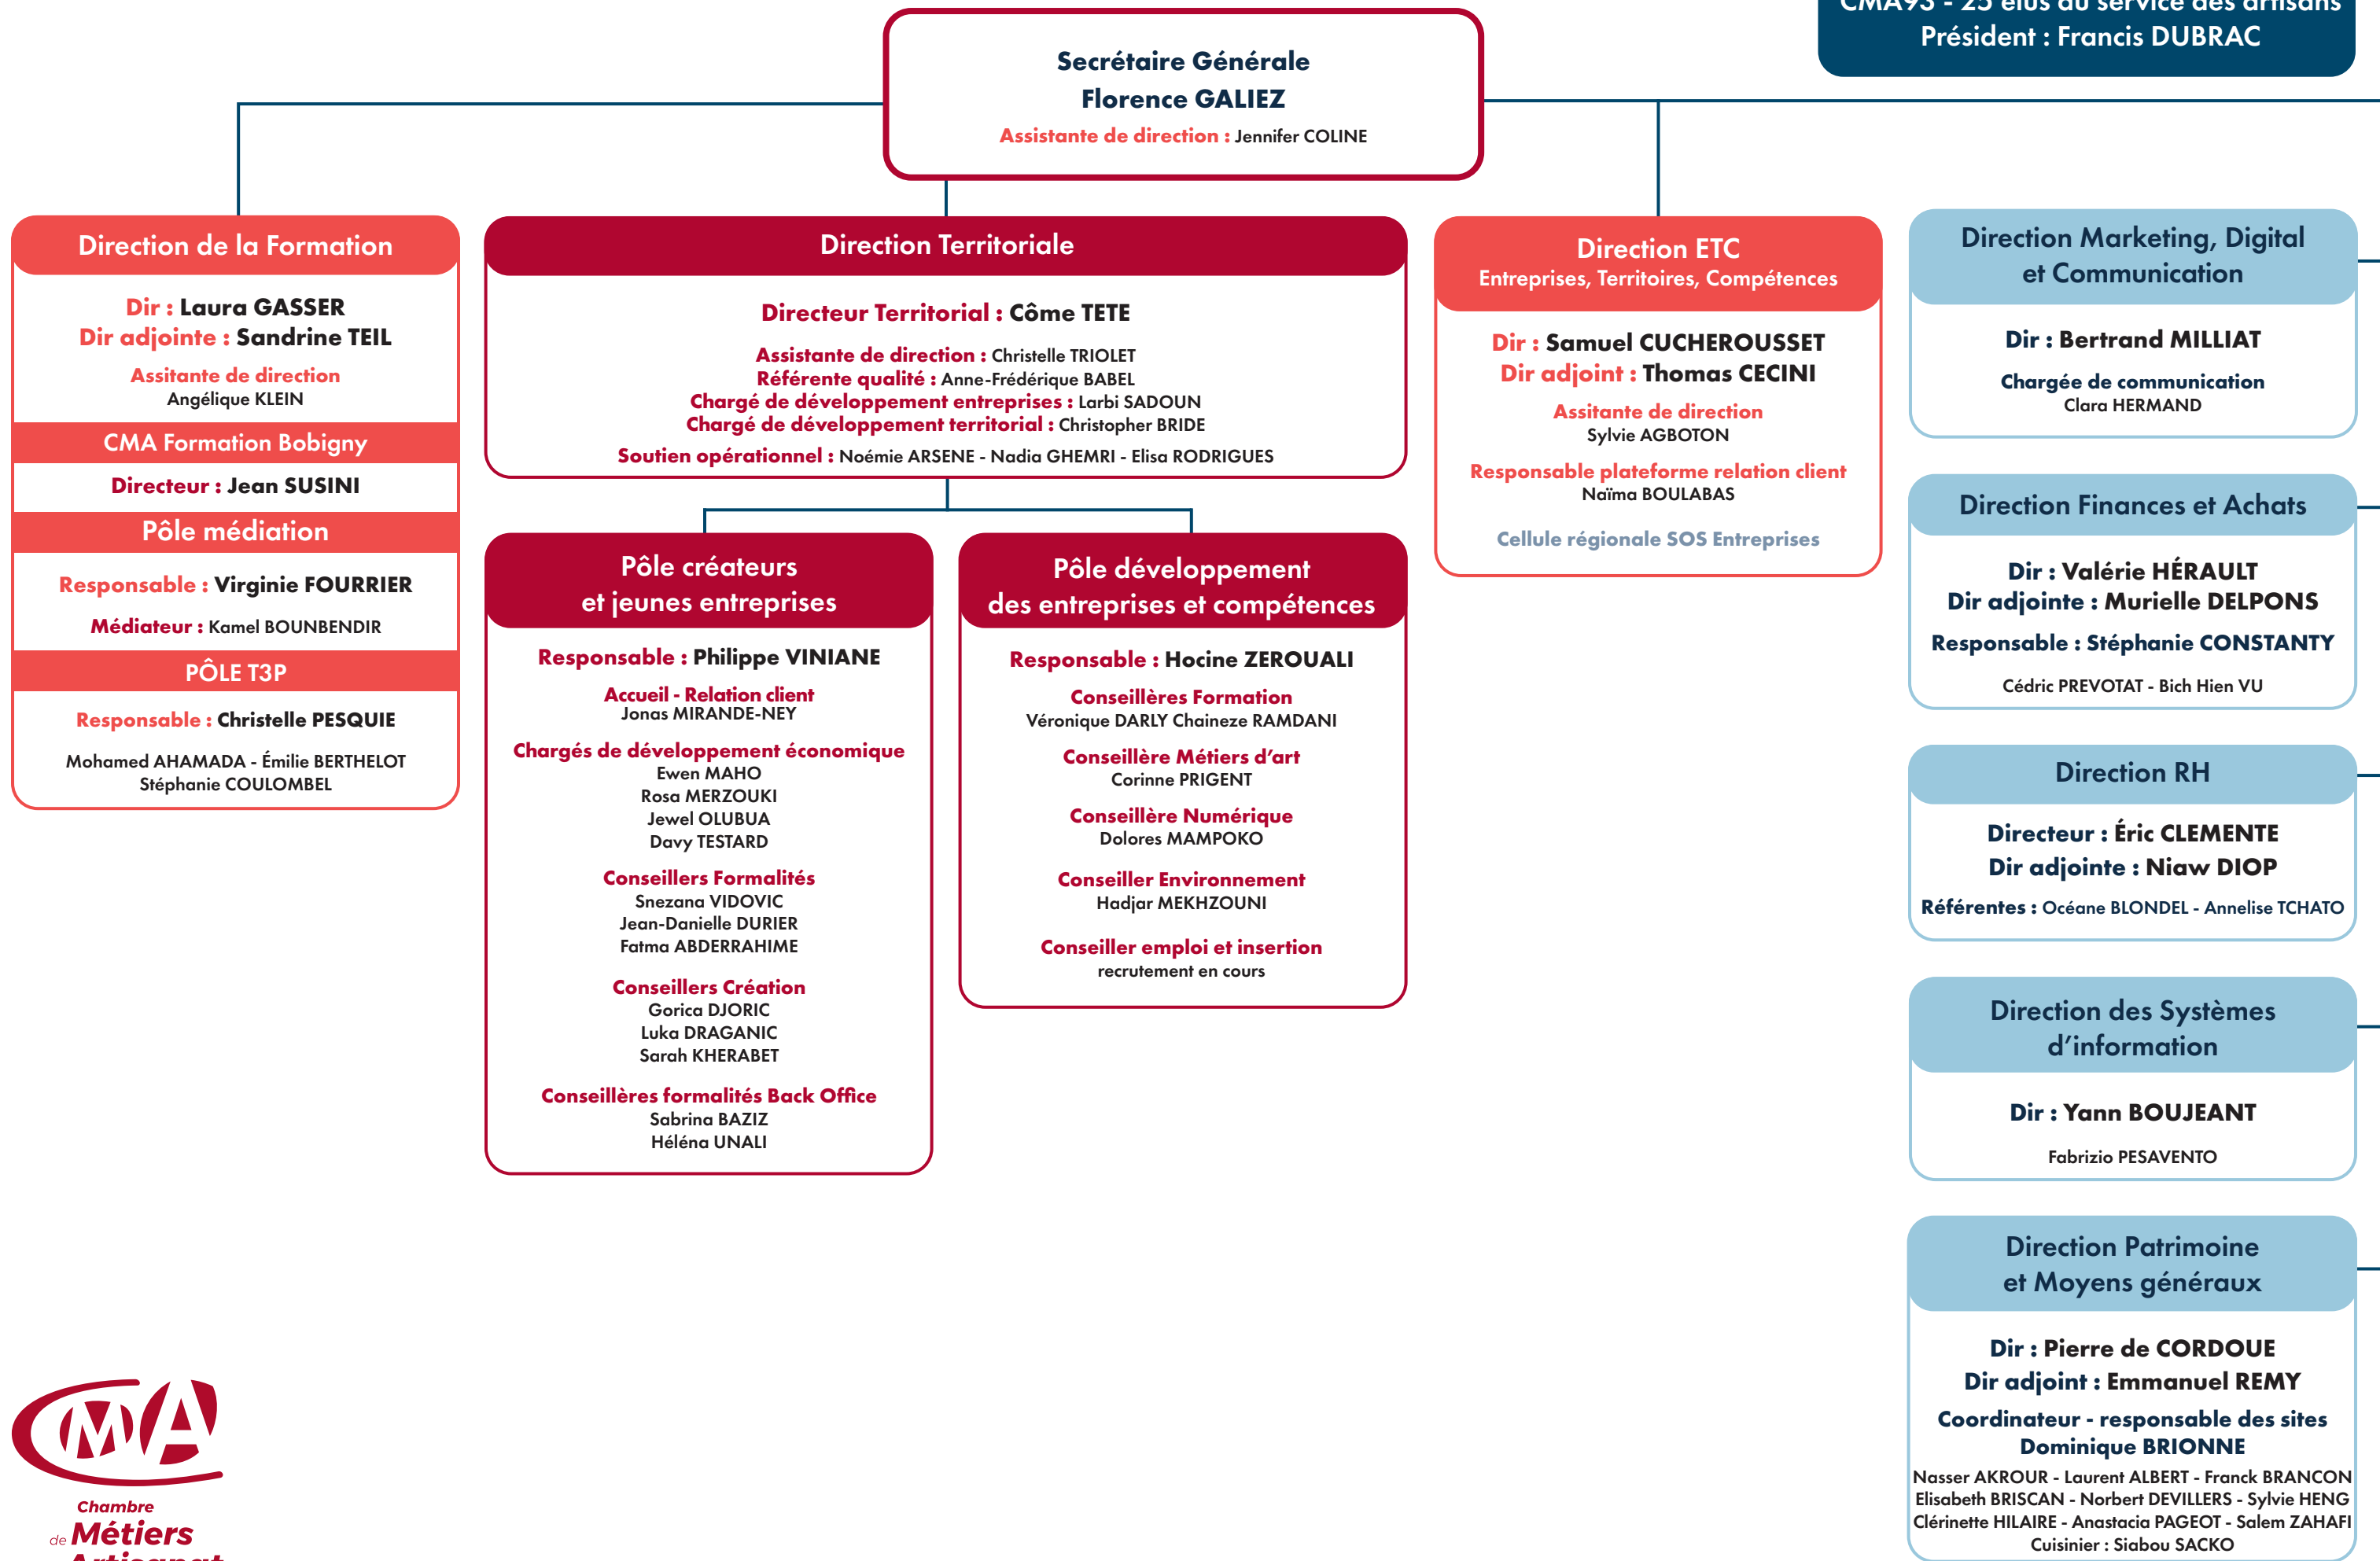 CMA93 - 25 élus au service des artisans
Président : Francis DUBRAC
Secrétaire Générale
Florence GALIEZ
Assistante de direction : Jennifer COLINE
Direction de la Formation
Dir : Laura GASSER
Dir adjointe : Sandrine TEIL
Assitante de direction
Angélique KLEIN
CMA Formation Bobigny
Directeur : Jean SUSINI
Pôle médiation
Responsable : Virginie FOURRIER
Médiateur : Kamel BOUNBENDIR
PÔLE T3P
Responsable : Christelle PESQUIE
Mohamed AHAMADA - Émilie BERTHELOT
Stéphanie COULOMBEL
Direction Territoriale
Directeur Territorial : Côme TETE
Assistante de direction : Christelle TRIOLET
Référente qualité : Anne-Frédérique BABEL
Chargé de développement entreprises : Larbi SADOUN
Chargé de développement territorial : Christopher BRIDE
Soutien opérationnel : Noémie ARSENE - Nadia GHEMRI - Elisa RODRIGUES
Pôle créateurs
et jeunes entreprises
Responsable : Philippe VINIANE
Accueil - Relation client
Jonas MIRANDE-NEY
Chargés de développement économique
Ewen MAHO
Rosa MERZOUKI
Jewel OLUBUA
Davy TESTARD
Conseillers Formalités
Snezana VIDOVIC
Jean-Danielle DURIER
Fatma ABDERRAHIME
Conseillers Création
Gorica DJORIC
Luka DRAGANIC
Sarah KHERABET
Conseillères formalités Back Office
Sabrina BAZIZ
Héléna UNALI
Pôle développement
des entreprises et compétences
Responsable : Hocine ZEROUALI
Conseillères Formation
Véronique DARLY Chaineze RAMDANI
Conseillère Métiers d’art
Corinne PRIGENT
Conseillère Numérique
Dolores MAMPOKO
Conseiller Environnement
Hadjar MEKHZOUNI
Conseiller emploi et insertion
recrutement en cours
Direction ETC
Entreprises, Territoires, Compétences
Dir : Samuel CUCHEROUSSET
Dir adjoint : Thomas CECINI
Assitante de direction
Sylvie AGBOTON
Responsable plateforme relation client
Naïma BOULABAS
Cellule régionale SOS Entreprises
Direction Marketing, Digital
et Communication
Dir : Bertrand MILLIAT
Chargée de communication
Clara HERMAND
Direction Finances et Achats
Dir : Valérie HÉRAULT
Dir adjointe : Murielle DELPONS
Responsable : Stéphanie CONSTANTY
Cédric PREVOTAT - Bich Hien VU
Direction RH
Directeur : Éric CLEMENTE
Dir adjointe : Niaw DIOP
Référentes : Océane BLONDEL - Annelise TCHATO
Direction des Systèmes
d’information
Dir : Yann BOUJEANT
Fabrizio PESAVENTO
Direction Patrimoine
et Moyens généraux
Dir : Pierre de CORDOUE
Dir adjoint : Emmanuel REMY
Coordinateur - responsable des sites
Dominique BRIONNE
Nasser AKROUR - Laurent ALBERT - Franck BRANCON
Elisabeth BRISCAN - Norbert DEVILLERS - Sylvie HENG
Clérinette HILAIRE - Anastacia PAGEOT - Salem ZAHAFI
Cuisinier : Siabou SACKO
CMA
Chambre
de Métiers
Artisanat